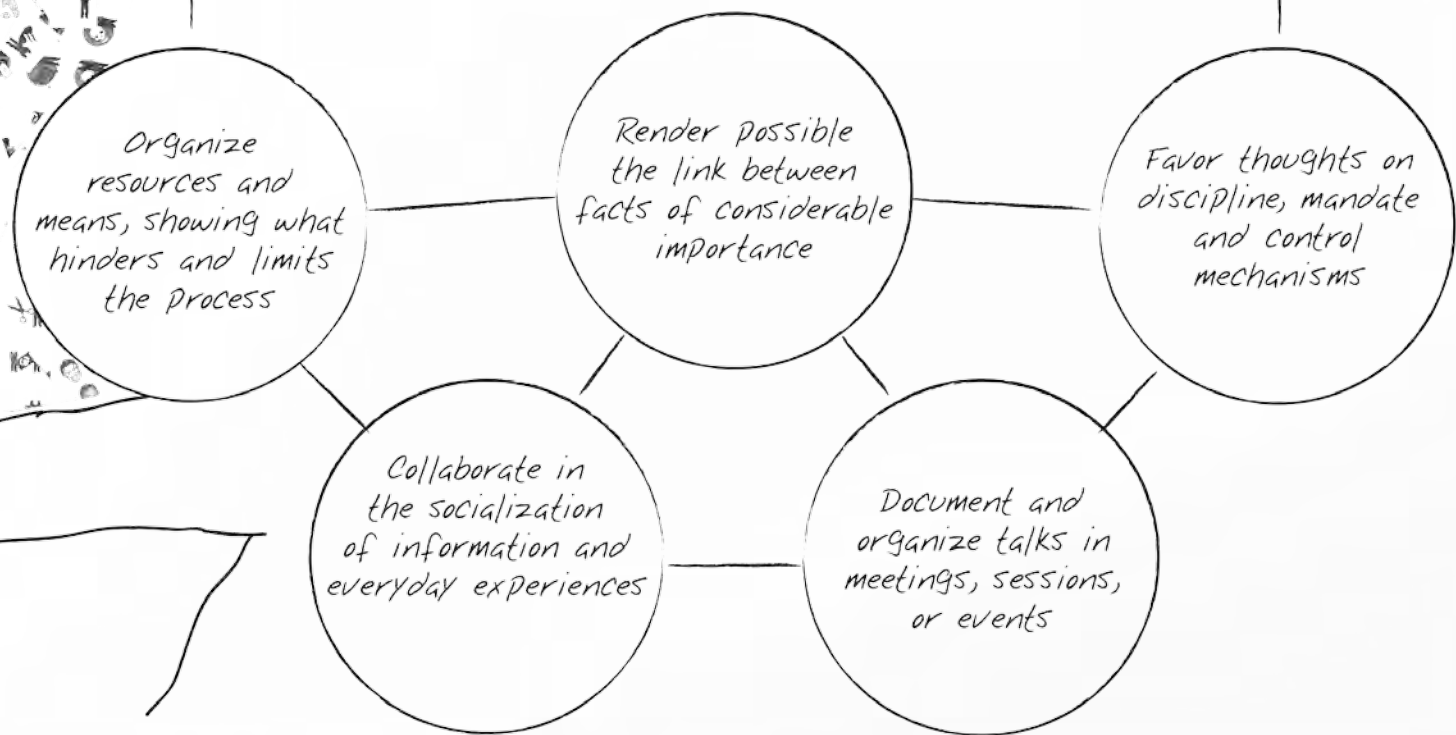 Organize
resources and
means, showing what
hinders and limits
the process
Render possible
the link between
facts of considerable
importance
Favor thoughts on
discipline, mandate
and control
mechanisms
Collaborate in
the socialization
of information and
everyday experiences
Document and
organize talks in
meetings, sessions,
or events